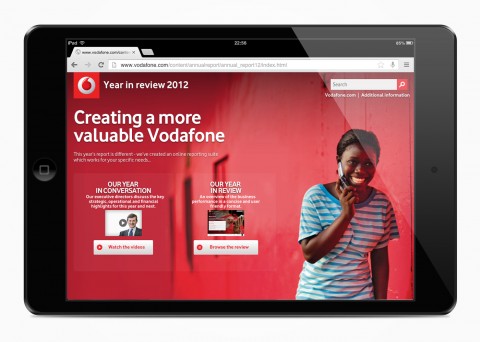 iPad
22:56
86%
www.vodafone.com/conten
www.vodafone.com/content/annualreport/annual_report12/index.html
Year in review 2012
Search
Vodafone.com | Additional information
Creating a more
valuable Vodafone
This year's report is different - we've created an online reporting suite
which works for your specific needs...
OUR YEAR
IN CONVERSATION
Our executive directors discuss the key
strategic, operational and financial
highlights for this year and next.
Watch the videos
OUR YEAR
IN REVIEW
An overview of the business
performance in a concise and user
friendly format.
Browse the review